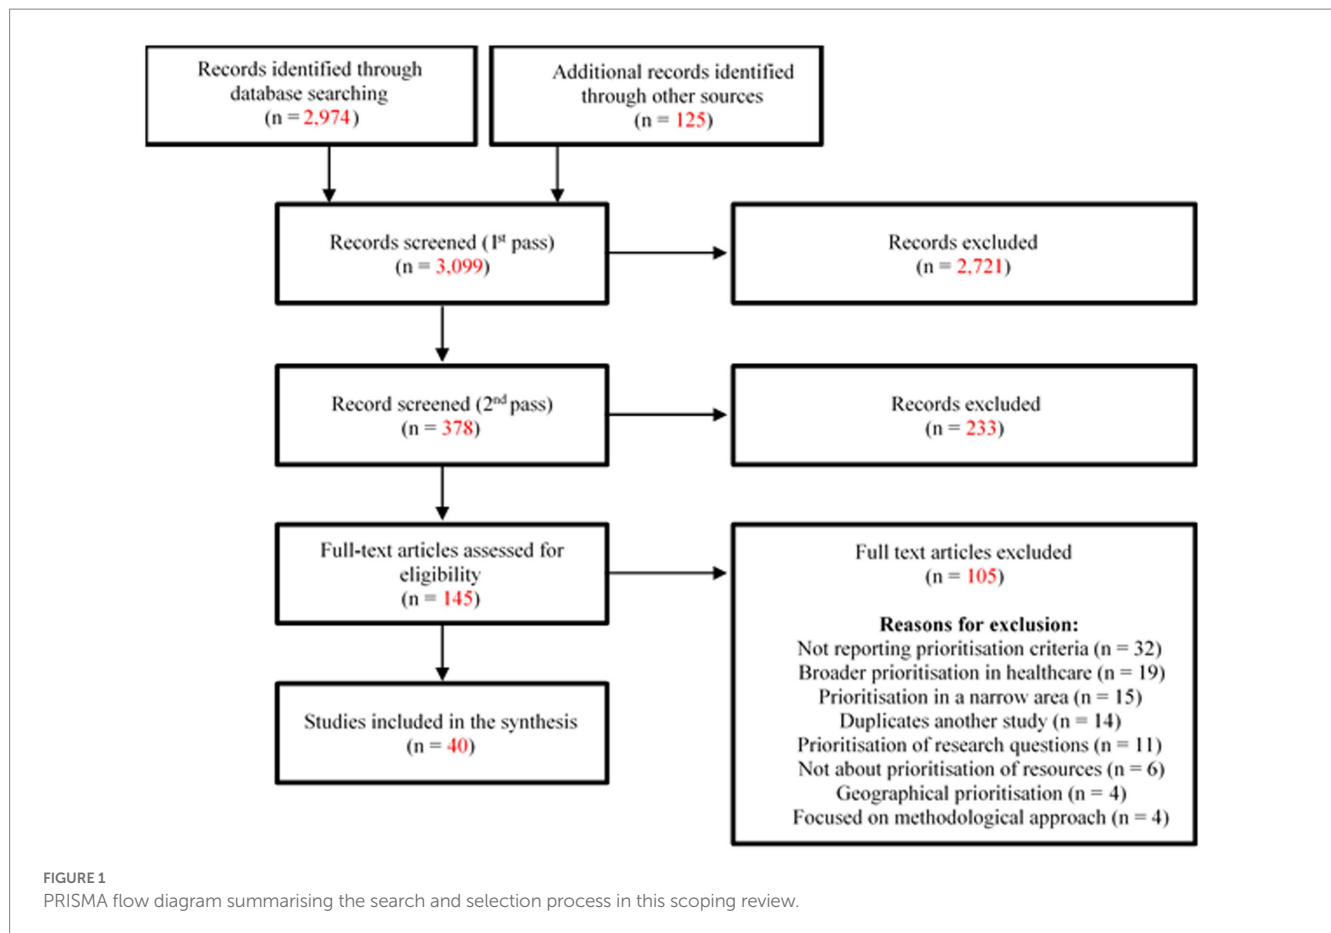 Records identified through
database searching
(n = 2,974)
Additional records identified
through other sources
(n = 125)
Records screened (1st pass)
(n = 3,099)
Records excluded
(n = 2,721)
Record screened (2nd pass)
(n = 378)
Records excluded
(n = 233)
Full-text articles assessed for
eligibility
(n = 145)
Full text articles excluded
(n = 105)
Reasons for exclusion:
Not reporting prioritisation criteria (n = 32)
Broader prioritisation in healthcare (n = 19)
Prioritisation in a narrow area (n = 15)
Duplicates another study (n = 14)
Prioritisation of research questions (n = 11)
Not about prioritisation of resources (n = 6)
Geographical prioritisation (n = 4)
Focused on methodological approach (n = 4)
Studies included in the synthesis
(n = 40)
FIGURE 1
PRISMA flow diagram summarising the search and selection process in this scoping review.